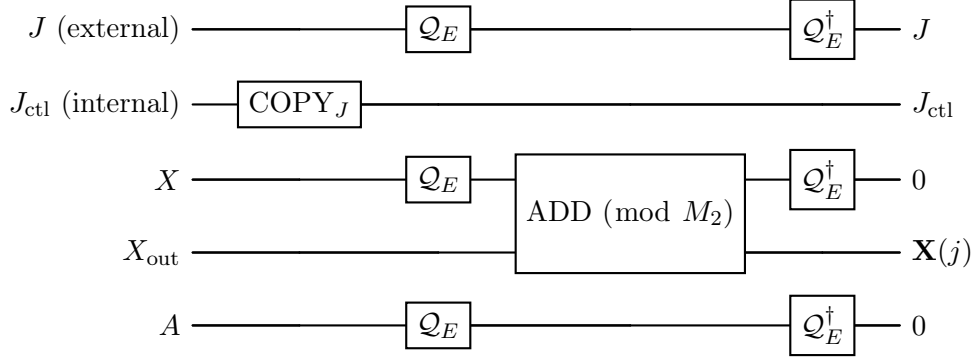 J (external) 𝒬_E 𝒬_E^† J
J_ctl (internal) COPY_J J_ctl
X 𝒬_E ADD (mod M_2) 𝒬_E^† 0
X_out 𝐗(j)
A 𝒬_E 𝒬_E^† 0